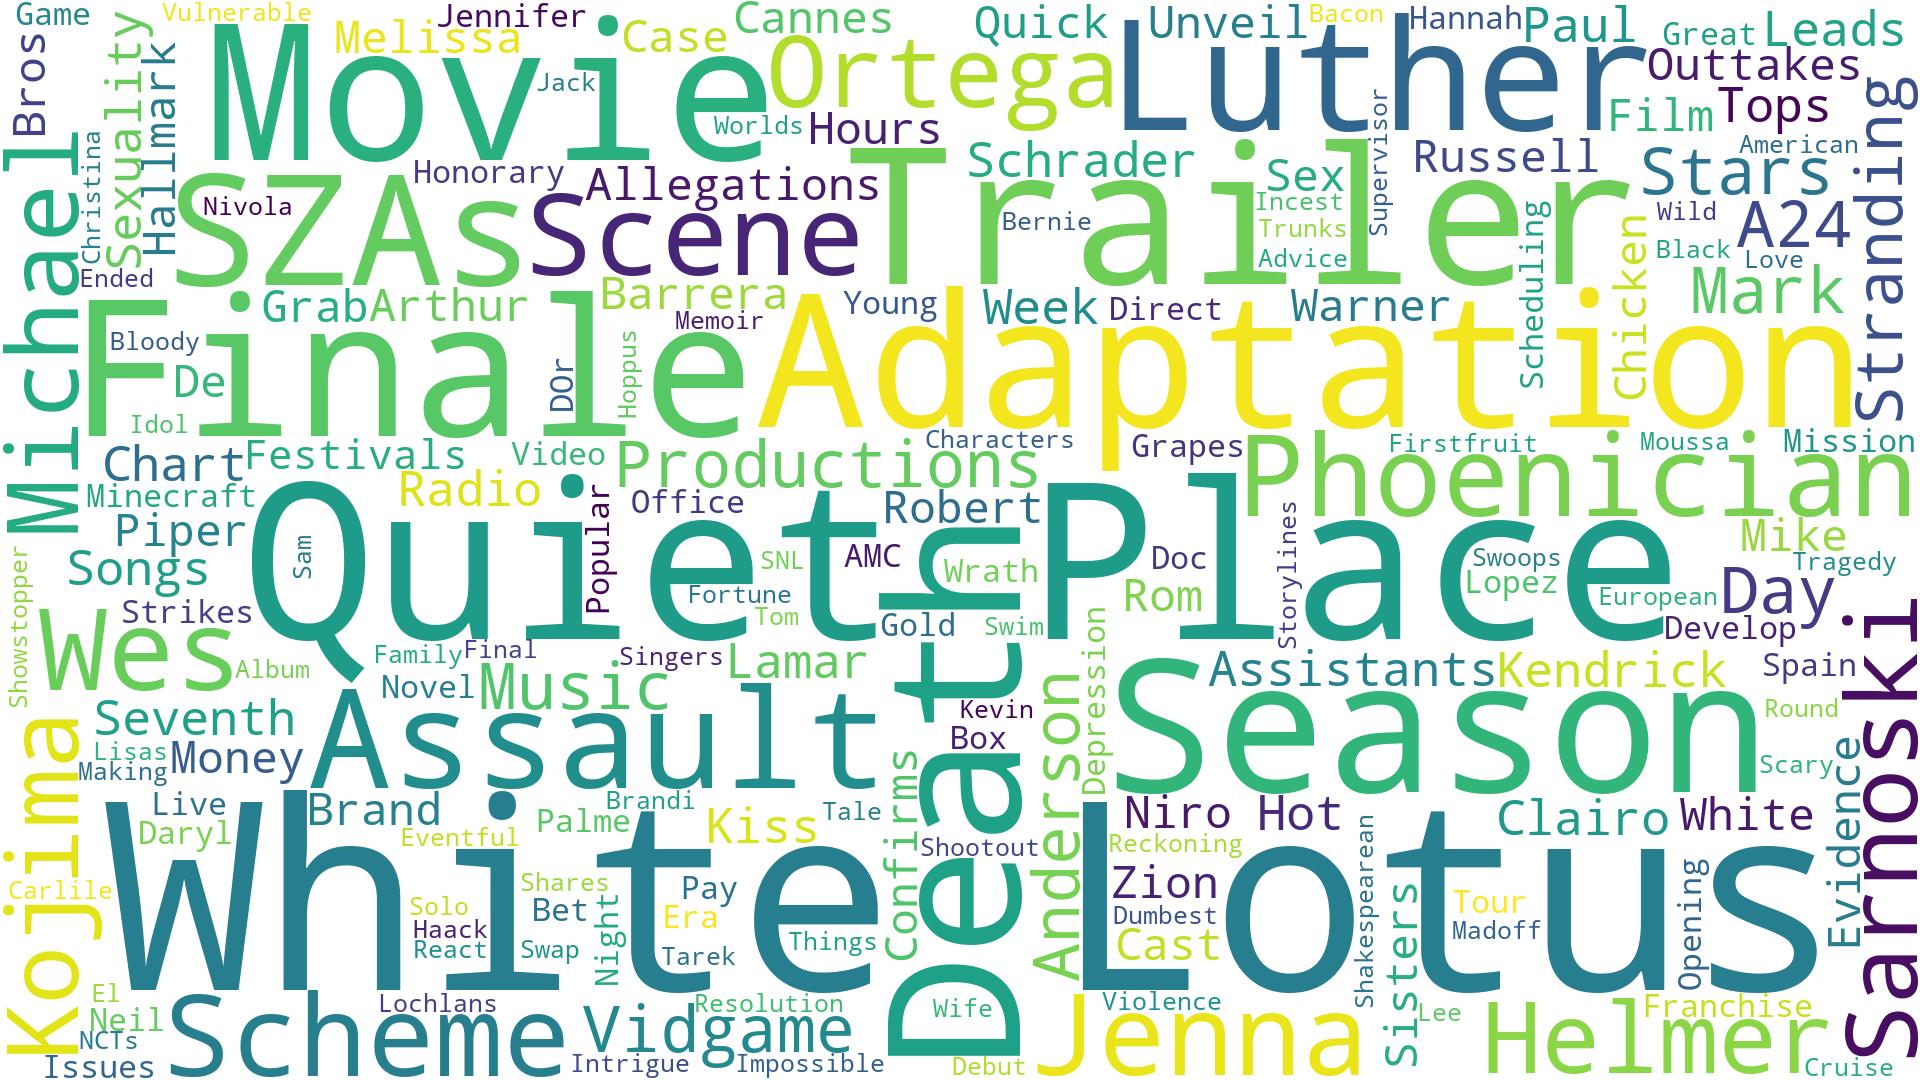 Game
Vulnerable
Jennifer
Cannes
Quick
Unveil
Bacon
Hannah
Paul
Great
Leads
Bros
Sexuality
Hallmark
Movie
Melissa
Jack
Case
Ortega
Luther
Outtakes
Film
Tops
Worlds
Hours
Supervisor
American
Stranding
Michael
Christina
Honorary
Allegations
Schrader
Trailer
Sex
Russell
Stars
Nivola
SZAs
Scene
Bernie
Incest
Trunks
Advice
Scheduling
Chicken
Wild
A24
Black
Love
Ended
Grab
Arthur
Barrera
Memoir
Young
Week
Direct
Warner
Mark
Bloody
Finale
Adaptation
De
DOr
Hoppus
Idol
Chart
Festivals
Video
Productions
Characters
Grapes
Phoenician
Firstfruit
Moussa
Mission
Minecraft
Radio
Office
Robert
Piper
Quiet
Sam
Popular
SNL
AMC
Wrath
Place
Doc
Storylines
Swoops
Lopez
Mike
Tragedy
Songs
Fortune
Rom
European
Day
Showstopper
Strikes
Tom
Gold
Swim
Develop
Wes
Album
Family
Final
Singers
Lamar
Death
Depression
Assistants
Kendrick
Spain
Sarnoski
Novel
Music
Seventh
Assault
Kevin
Box
Anderson
Season
Round
Lisas
Making
Money
Scary
Kojima
Live
Brand
Brandi
Tale
Confirms
Niro
Hot
Clairo
White
Evidence
Daryl
Eventful
Palme
Kiss
Shootout
Reckoning
Carlile
White
Shares
Pay
Zion
Lotus
Shakespearean
Sisters
Tour
Opening
Solo
Bet
Night
Era
Dumbest
Madoff
Haack
React
Swap
Tarek
Things
Cast
El
Neil
NCTs
Issues
Scheme
Lochlans
Vidgame
Resolution
Wife
Jenna
Violence
Lee
Helmer
Franchise
Intrigue
Impossible
Debut
Cruise